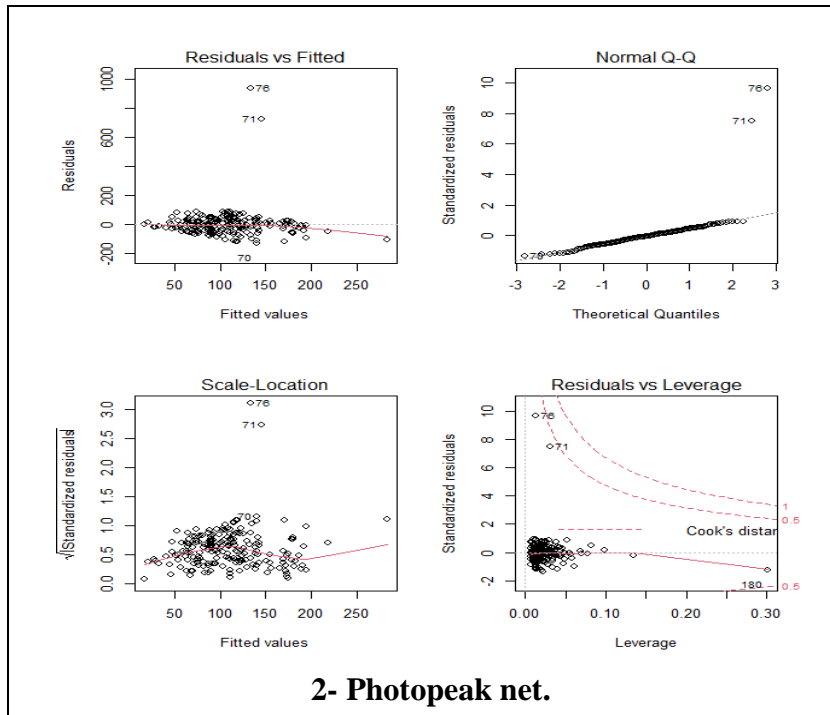 Residuals vs Fitted
Residuals
1000
600
200
0
-200
76
71
70
50 100 150 200 250
Fitted values
Normal Q-Q
Standardized residuals
10
8
6
4
2
0
76
71
70
-3 -2 -1 0 1 2 3
Theoretical Quantiles
Scale-Location
√|Standardized residuals|
3.0
2.5
2.0
1.5
1.0
0.5
0.0
76
71
70
50 100 150 200 250
Fitted values
Residuals vs Leverage
Standardized residuals
10
8
6
4
2
0
-2
76
71
1
0.5
Cook's distar
180
0.5
0.00 0.10 0.20 0.30
Leverage
2- Photopeak net.